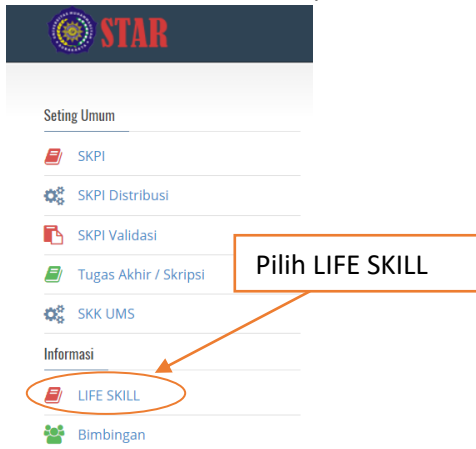 STAR
Seting Umum
SKPI
SKPI Distribusi
SKPI Validasi
Tugas Akhir / Skripsi
Pilih LIFE SKILL
SKK UMS
Informasi
LIFE SKILL
Bimbingan